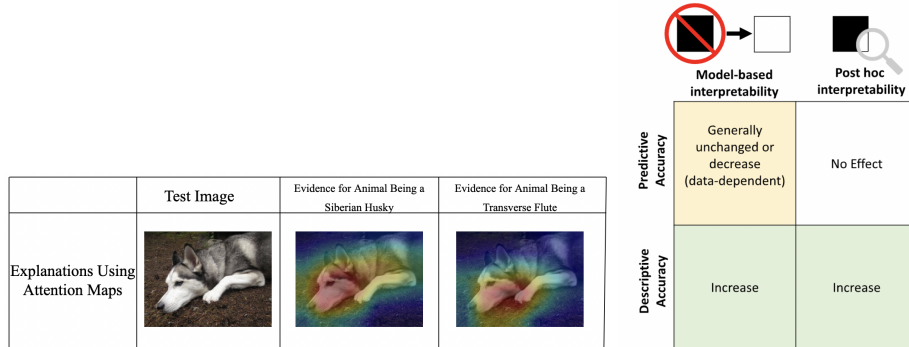 Test Image
Evidence for Animal Being a
Siberian Husky
Evidence for Animal Being a
Transverse Flute
Explanations Using
Attention Maps
Model-based
interpretability
Post hoc
interpretability
Predictive
Accuracy
Generally
unchanged or
decrease
(data-dependent)
No Effect
Descriptive
Accuracy
Increase
Increase